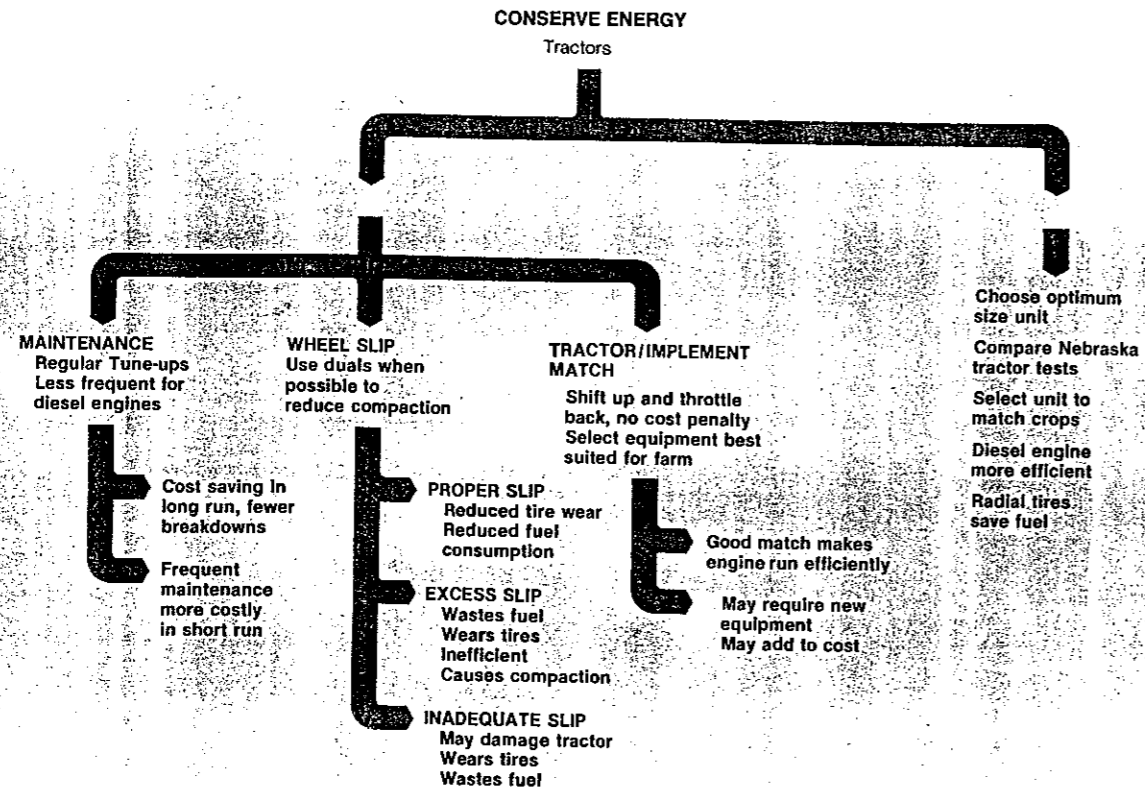 CONSERVE ENERGY
Tractors
MAINTENANCE
Regular Tune-ups
Less frequent for
diesel engines
Cost saving in
long run, fewer
breakdowns
Frequent
maintenance
more costly
in short run
WHEEL SLIP
Use duals when
possible to
reduce compaction
PROPER SLIP
Reduced tire wear
Reduced fuel
consumption
EXCESS SLIP
Wastes fuel
Wears tires
Inefficient
Causes compaction
INADEQUATE SLIP
May damage tractor
Wears tires
Wastes fuel
TRACTOR/IMPLEMENT
MATCH
Shift up and throttle
back, no cost penalty
Select equipment best
suited for farm
Good match makes
engine run efficiently
May require new
equipment
May add to cost
Choose optimum
size unit
Compare Nebraska
tractor tests
Select unit to
match crops
Diesel engine
more efficient
Radial tires
save fuel